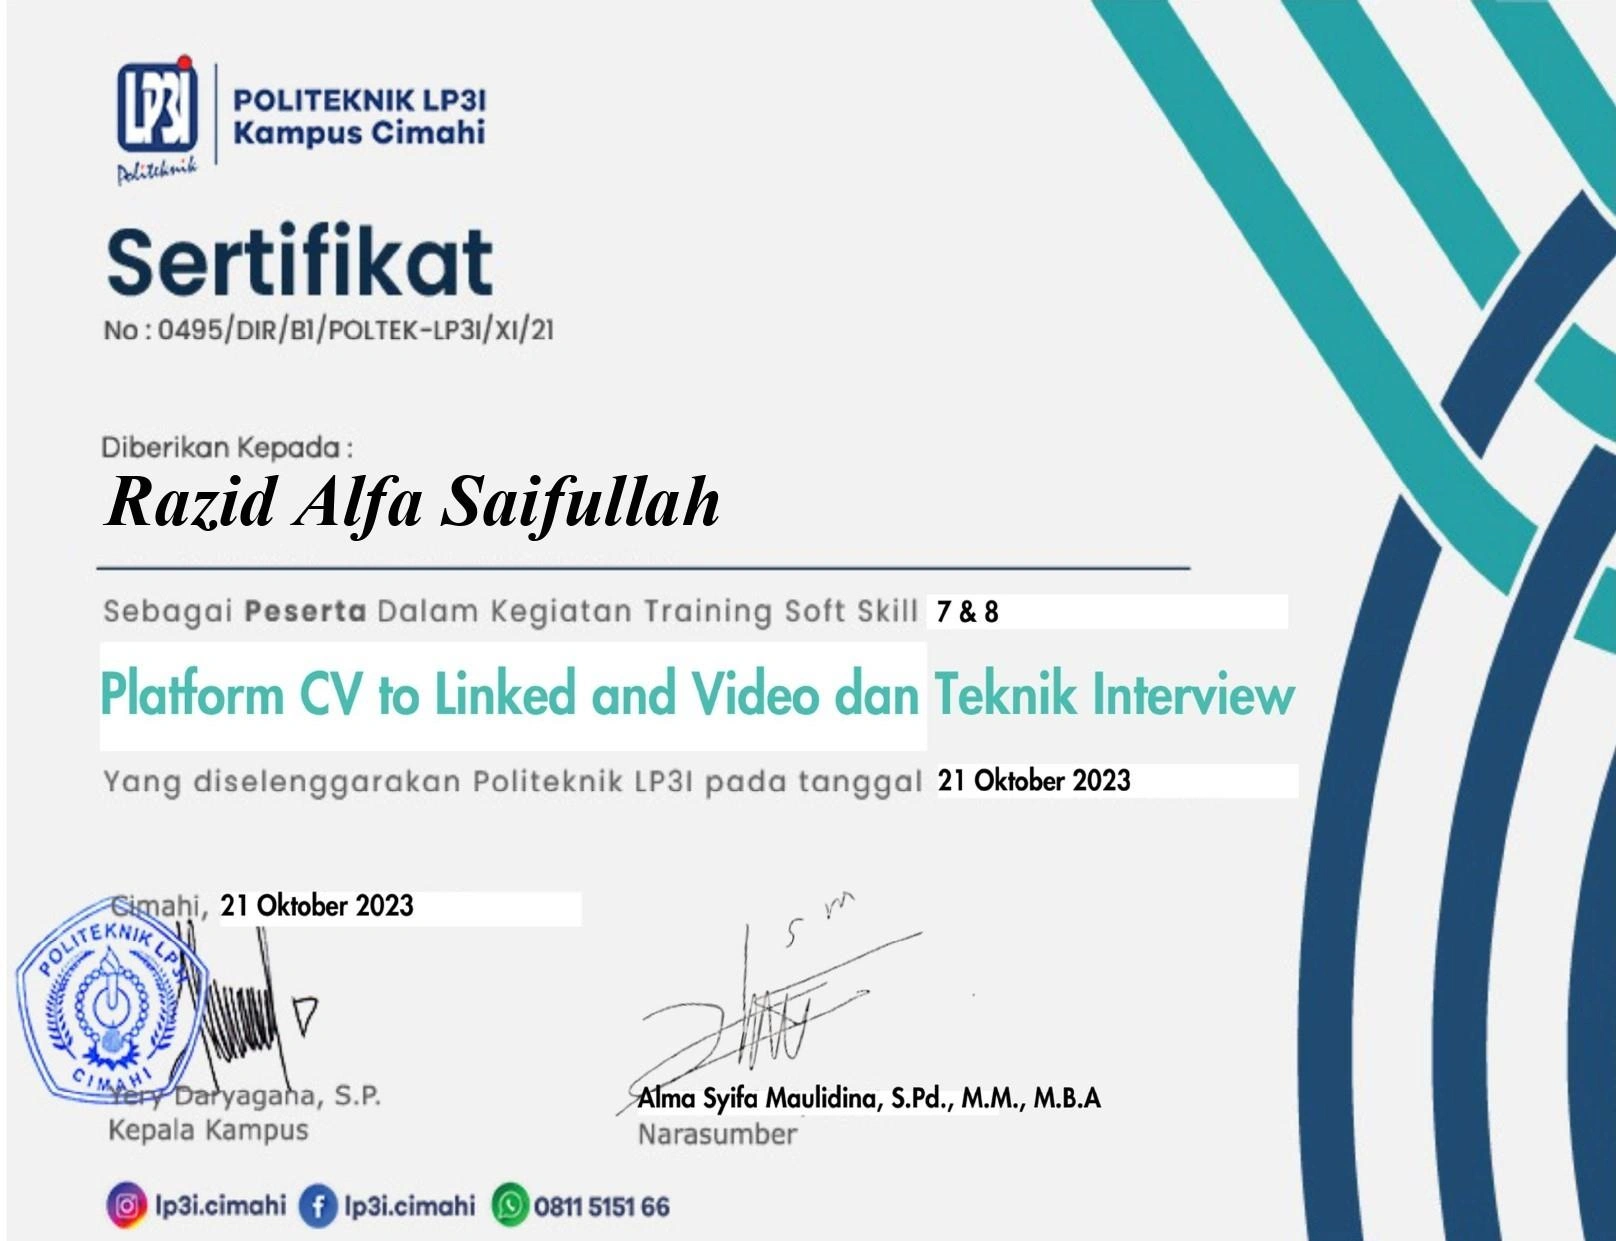 LP3I
Politeknik
POLITEKNIK LP3I
Kampus Cimahi
Sertifikat
No : 0495/DIR/B1/POLTEK-LP3I/XI/21
Diberikan Kepada :
Razid Alfa Saifullah
Sebagai Peserta Dalam Kegiatan Training Soft Skill 7 & 8
Platform CV to Linked and Video dan Teknik Interview
Yang diselenggarakan Politeknik LP3I pada tanggal 21 Oktober 2023
Cimahi, 21 Oktober 2023
POLITEKNIK LP3I
CIMAHI
Yery Daryagana, S.P.
Kepala Kampus
Alma Syifa Maulidina, S.Pd., M.M., M.B.A
Narasumber
lp3i.cimahi lp3i.cimahi 0811 5151 66